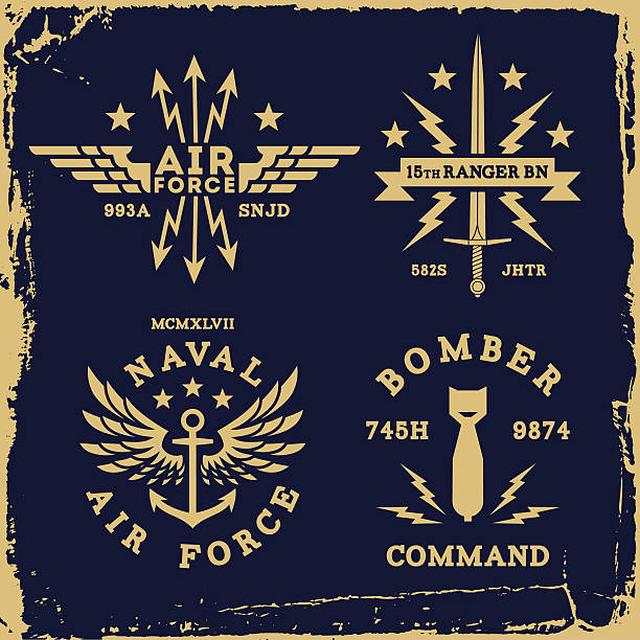 AIR
FORCE
993A SNJD
15TH RANGER BN
582S JHTR
MCMXLVII
NAVAL
AIR FORCE
BOMBER
745H 9874
COMMAND